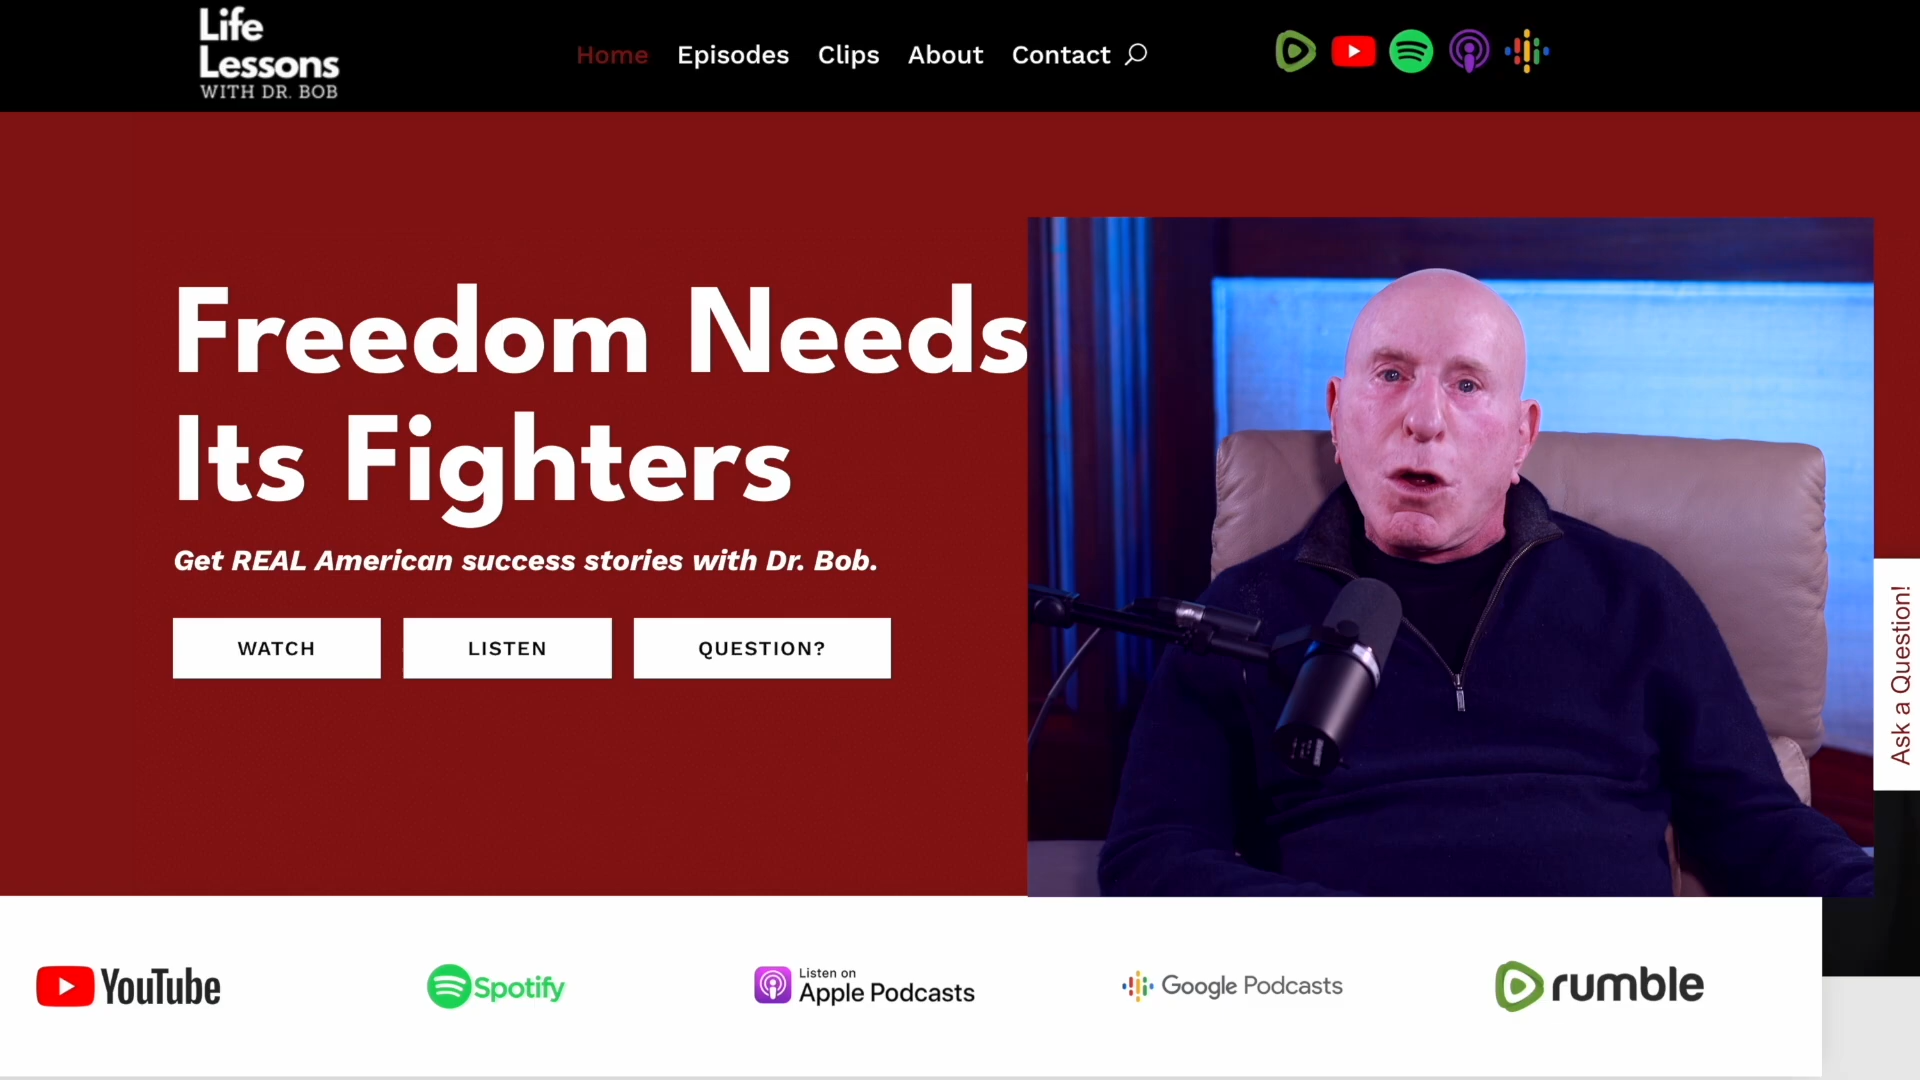 Life
Lessons
WITH DR. BOB
Home Episodes Clips About Contact
Freedom Needs
Its Fighters
Get REAL American success stories with Dr. Bob.
WATCH LISTEN QUESTION?
Ask a Question!
YouTube
Spotify
Listen on
Apple Podcasts
Google Podcasts
rumble